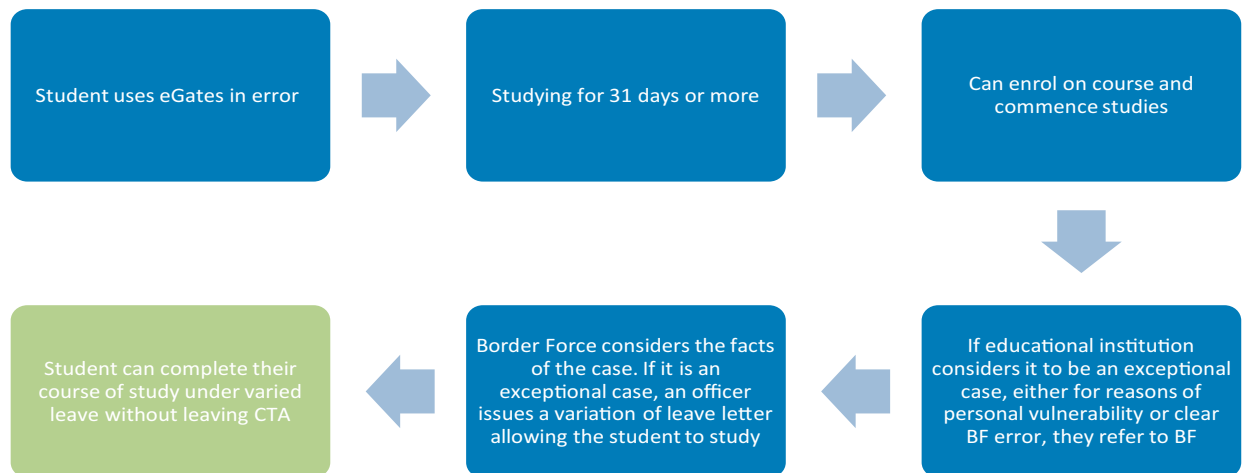 Student uses eGates in error
Studying for 31 days or more
Can enrol on course and
commence studies
If educational institution
considers it to be an exceptional
case, either for reasons of
personal vulnerability or clear
BF error, they refer to BF
Border Force considers the facts
of the case. If it is an
exceptional case, an officer
issues a variation of leave letter
allowing the student to study
Student can complete their
course of study under varied
leave without leaving CTA